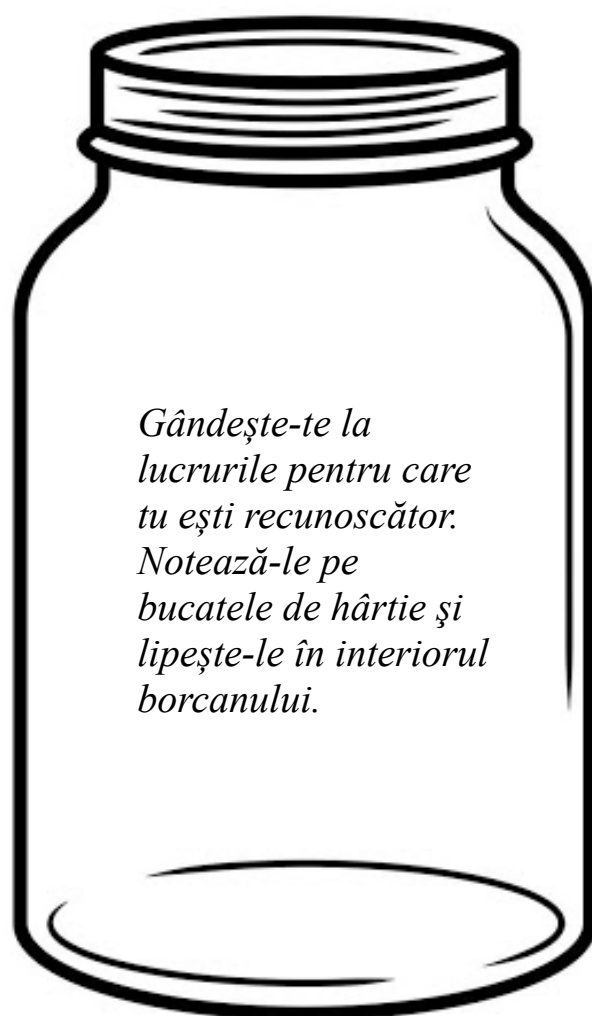 Gândește-te la
lucrurile pentru care
tu ești recunoscător.
Notează-le pe
bucatele de hârtie şi
lipește-le în interiorul
borcanului.